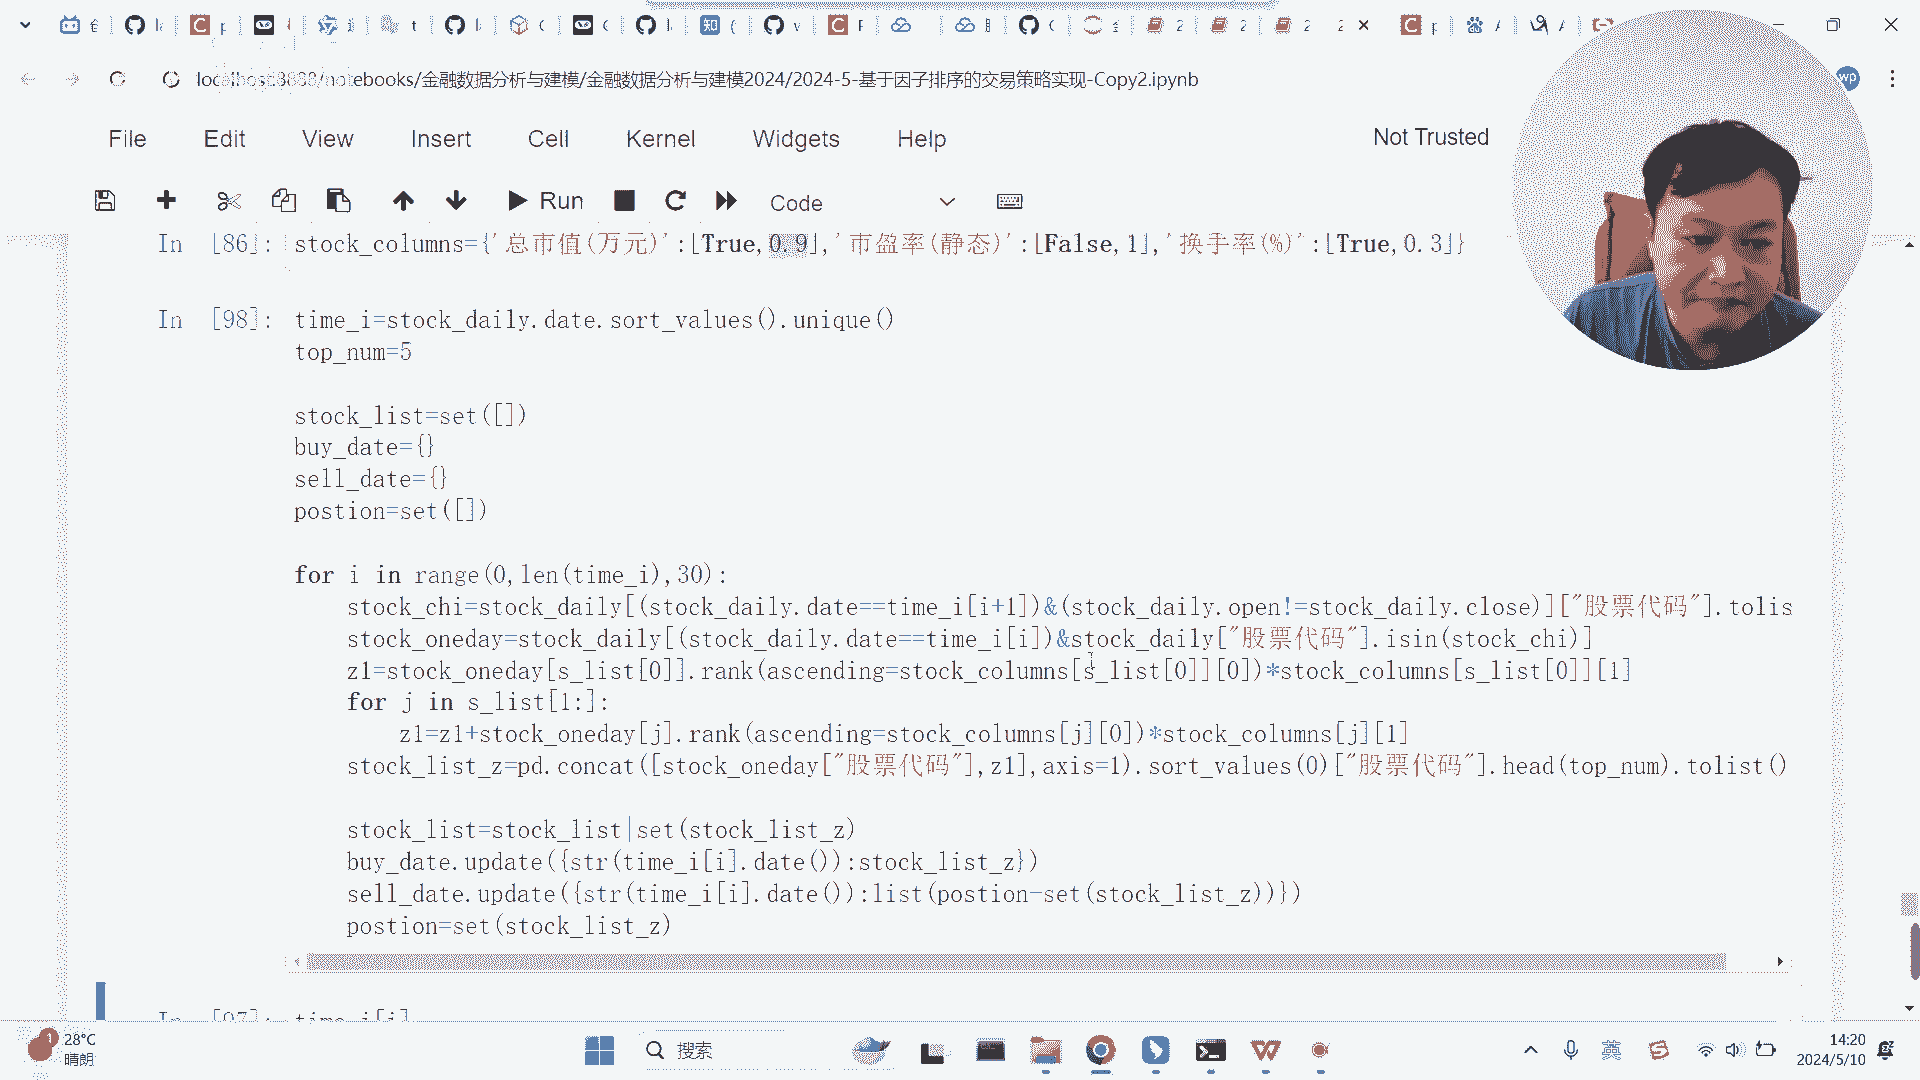 localhost:8888/notebooks/金融数据分析与建模/金融数据分析与建模2024/2024-5-基于因子排序的交易策略实现-Copy2.ipynb
File Edit View Insert Cell Kernel Widgets Help Not Trusted
Run Code
In [86]: stock_columns={'总市值(万元)':[True,0.9],'市盈率(静态)':[False,1],'换手率(%)':[True,0.3]}
In [98]: time_i=stock_daily.date.sort_values().unique()
top_num=5
stock_list=set([])
buy_date={}
sell_date={}
postion=set([])
for i in range(0,len(time_i),30):
stock_chi=stock_daily[(stock_daily.date==time_i[i+1])&(stock_daily.open!=stock_daily.close)]["股票代码"].tolis
stock_oneday=stock_daily[(stock_daily.date==time_i[i])&stock_daily["股票代码"].isin(stock_chi)]
z1=stock_oneday[s_list[0]].rank(ascending=stock_columns[s_list[0]][0])*stock_columns[s_list[0]][1]
for j in s_list[1:]:
z1=z1+stock_oneday[j].rank(ascending=stock_columns[j][0])*stock_columns[j][1]
stock_list_z=pd.concat([stock_oneday["股票代码"],z1],axis=1).sort_values(0)["股票代码"].head(top_num).tolist()
stock_list=stock_list|set(stock_list_z)
buy_date.update({str(time_i[i].date()):stock_list_z})
sell_date.update({str(time_i[i].date()):list(postion-set(stock_list_z))})
postion=set(stock_list_z)
In [97]: time_i[i]
1 28°C
晴朗
搜索
英
14:20
2024/5/10